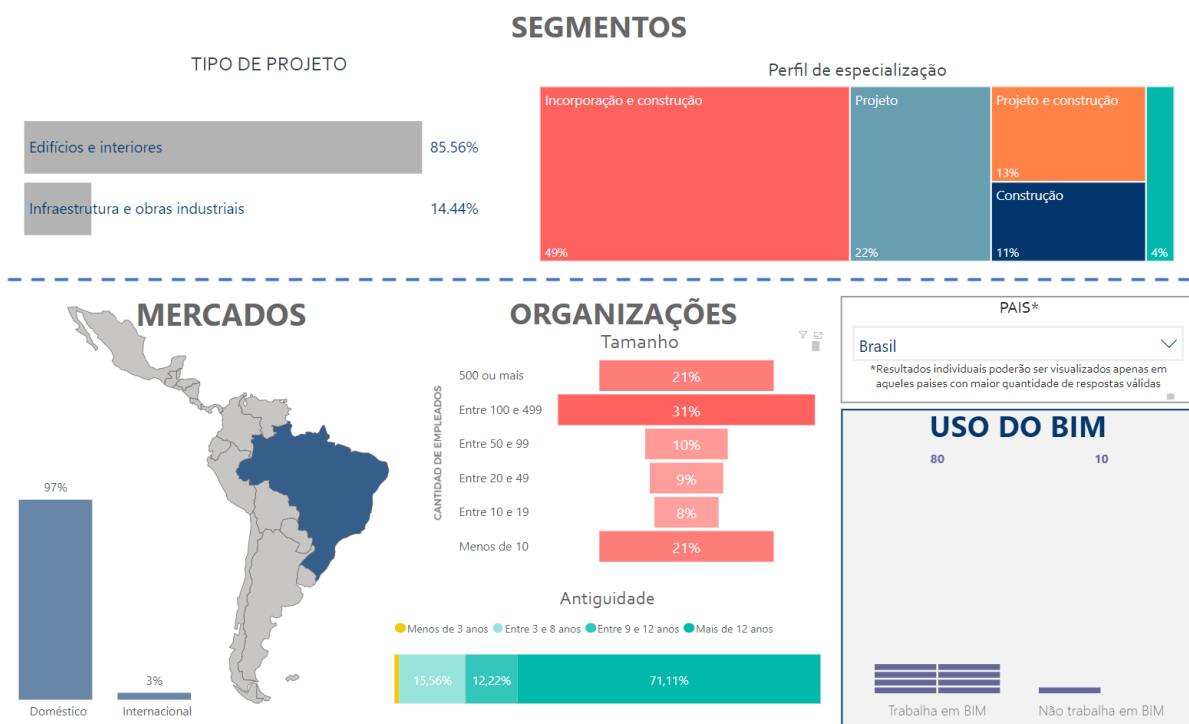 SEGMENTOS
TIPO DE PROJETO
Edifícios e interiores
85.56%
Infraestrutura e obras industriais
14.44%
Perfil de especialização
Incorporação e construção
49%
Projeto
22%
Projeto e construção
13%
Construção
11%
4%
MERCADOS
97%
3%
Doméstico
Internacional
ORGANIZAÇÕES
Tamanho
CANTIDAD DE EMPLEADOS
500 ou mais
21%
Entre 100 e 499
31%
Entre 50 e 99
10%
Entre 20 e 49
9%
Entre 10 e 19
8%
Menos de 10
21%
Antiguidade
Menos de 3 anos
Entre 3 e 8 anos
Entre 9 e 12 anos
Mais de 12 anos
15,56%
12,22%
71,11%
PAIS*
Brasil
*Resultados individuais poderão ser visualizados apenas em
aqueles paises con maior quantidade de respostas válidas
USO DO BIM
80
10
Trabalha em BIM
Não trabalha em BIM